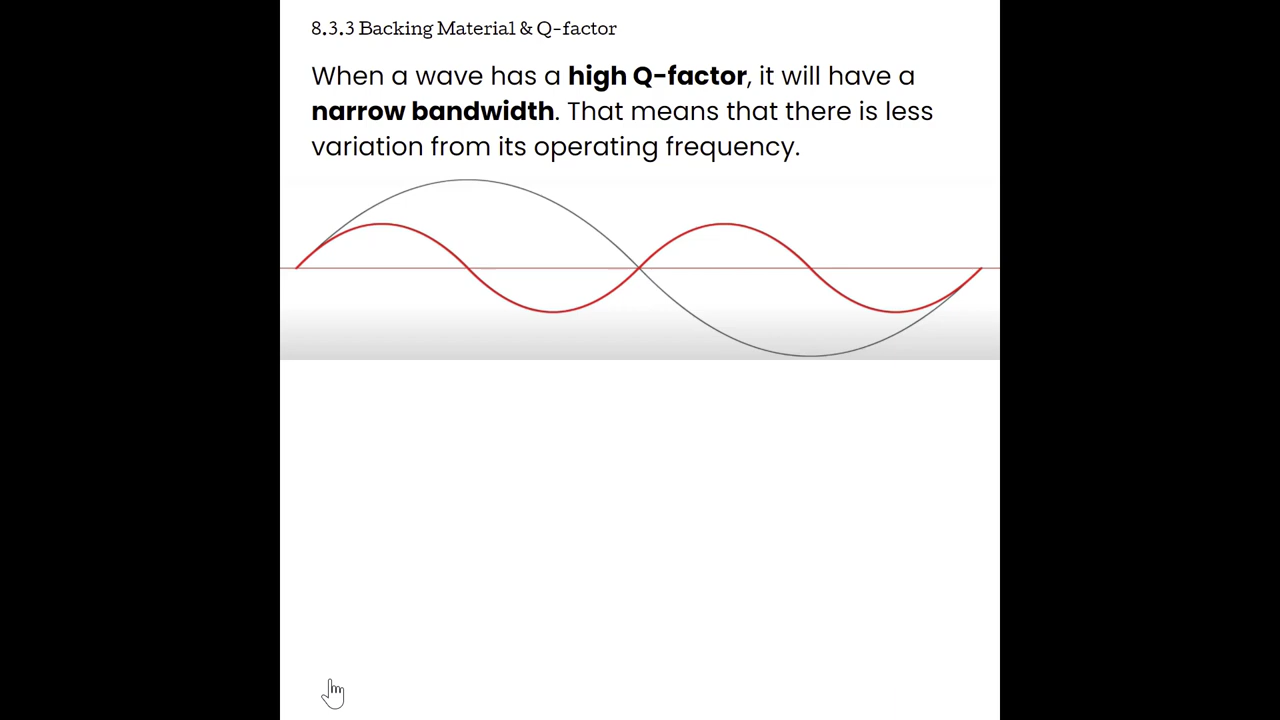 8.3.3 Backing Material & Q-factor
When a wave has a high Q-factor, it will have a
narrow bandwidth. That means that there is less
variation from its operating frequency.